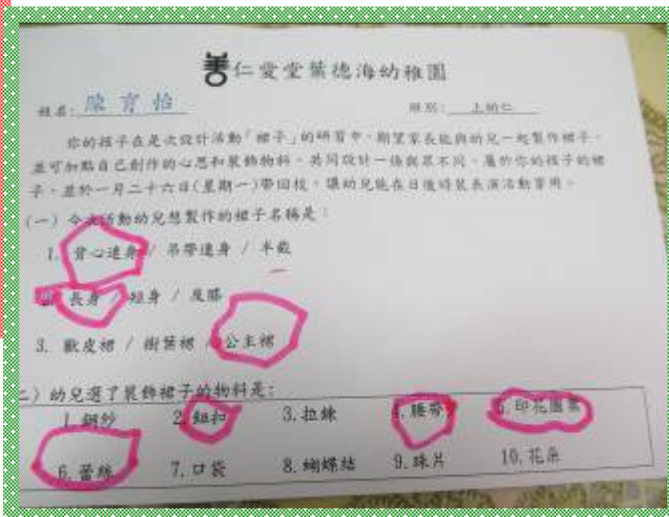 仁愛堂葉德海幼稚園
姓名: 陳育怡 班別: 上幼仁
你的孩子在是次設計活動「裙子」的研習中,期望家長能與幼兒一起製作裙子,
並可加點自己創作的心思和裝飾物料,共同設計一條與眾不同、屬於你的孩子的裙
子,並於一月二十六日(星期一)帶回校,讓幼兒能在日後時裝表演活動享用。
(一) 今次活動幼兒想製作的裙子名稱是:
1. 背心連身 / 吊帶連身 / 半截
2. 長身 / 短身 / 及膝
3. 獸皮裙 / 樹葉裙 / 公主裙
二) 幼兒選了裝飾裙子的物料是:
1. 網紗 2. 鈕扣 3. 拉鍊 4. 腰帶 5. 印花圖案
6. 蕾絲 7. 口袋 8. 蝴蝶結 9. 珠片 10. 花朵